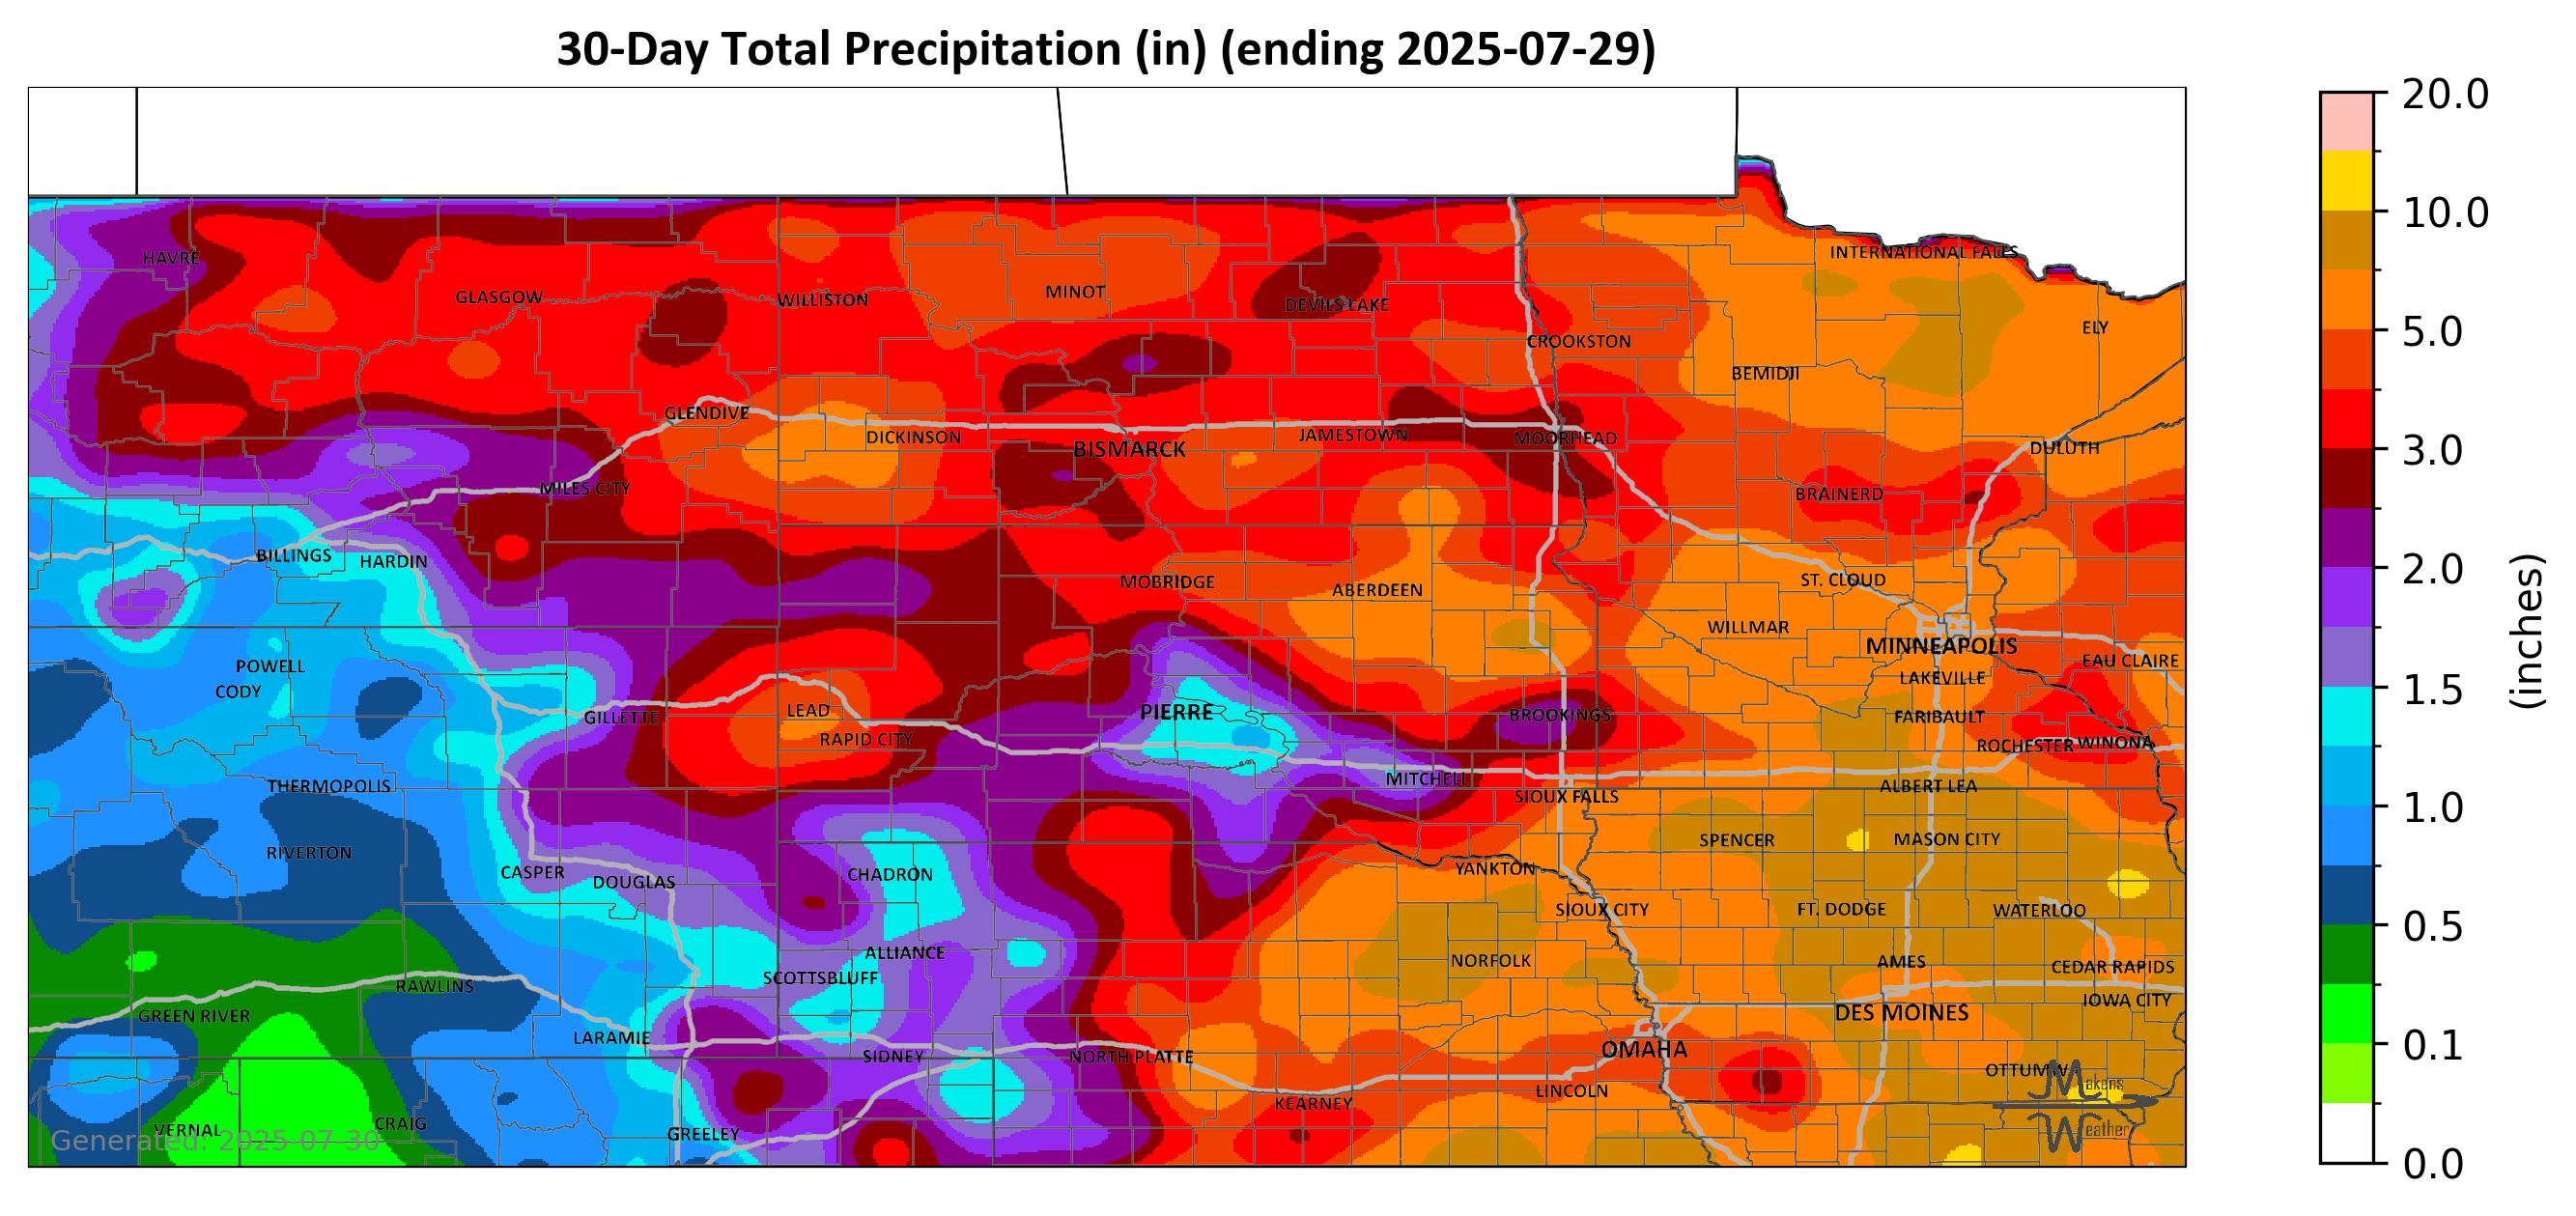 30-Day Total Precipitation (in) (ending 2025-07-29)
20.0
10.0
5.0
3.0
2.0
1.5
1.0
0.5
0.1
0.0
(inches)
INTERNATIONAL FALLS
HAVRE
GLASGOW
WILLISTON
MINOT
DEVILS LAKE
ELY
CROOKSTON
BEMIDJI
GLENDIVE
DICKINSON
BISMARCK
JAMESTOWN
MOORHEAD
DULUTH
MILES CITY
BRAINERD
BILLINGS
HARDIN
MOBRIDGE
ABERDEEN
ST. CLOUD
WILLMAR
MINNEAPOLIS
EAU CLAIRE
POWELL
CODY
LAKEVILLE
GILLETTE
LEAD
PIERRE
BROOKINGS
FARIBAULT
RAPID CITY
ROCHESTER
WINONA
THERMOPOLIS
MITCHELL
SIOUX FALLS
ALBERT LEA
RIVERTON
SPENCER
MASON CITY
CASPER
DOUGLAS
CHADRON
YANKTON
SIOUX CITY
FT. DODGE
WATERLOO
ALLIANCE
SCOTTSBLUFF
NORFOLK
AMES
CEDAR RAPIDS
RAWLINS
IOWA CITY
GREEN RIVER
DES MOINES
LARAMIE
SIDNEY
NORTH PLATTE
OMAHA
OTTUMWA
LINCOLN
KEARNEY
Makens
Weather
VERNAL
CRAIG
GREELEY
Generated: 2025-07-30